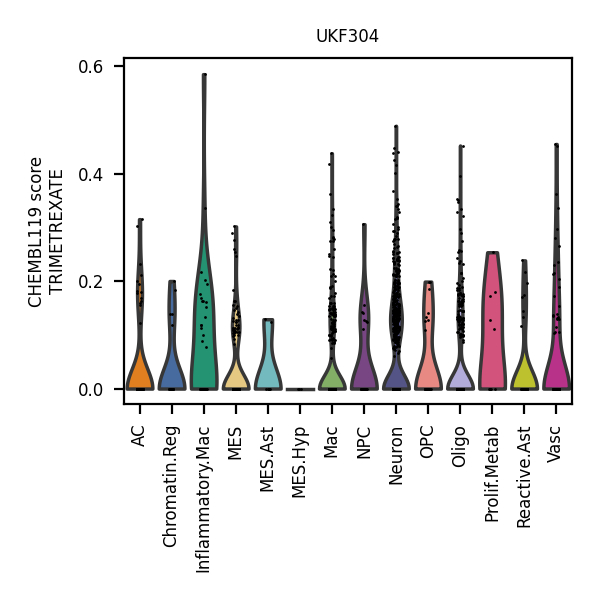 UKF304
CHEMBL119 score
TRIMETREXATE
0.6
0.4
0.2
0.0
AC
Chromatin.Reg
Inflammatory.Mac
MES
MES.Ast
MES.Hyp
Mac
NPC
Neuron
OPC
Oligo
Prolif.Metab
Reactive.Ast
Vasc